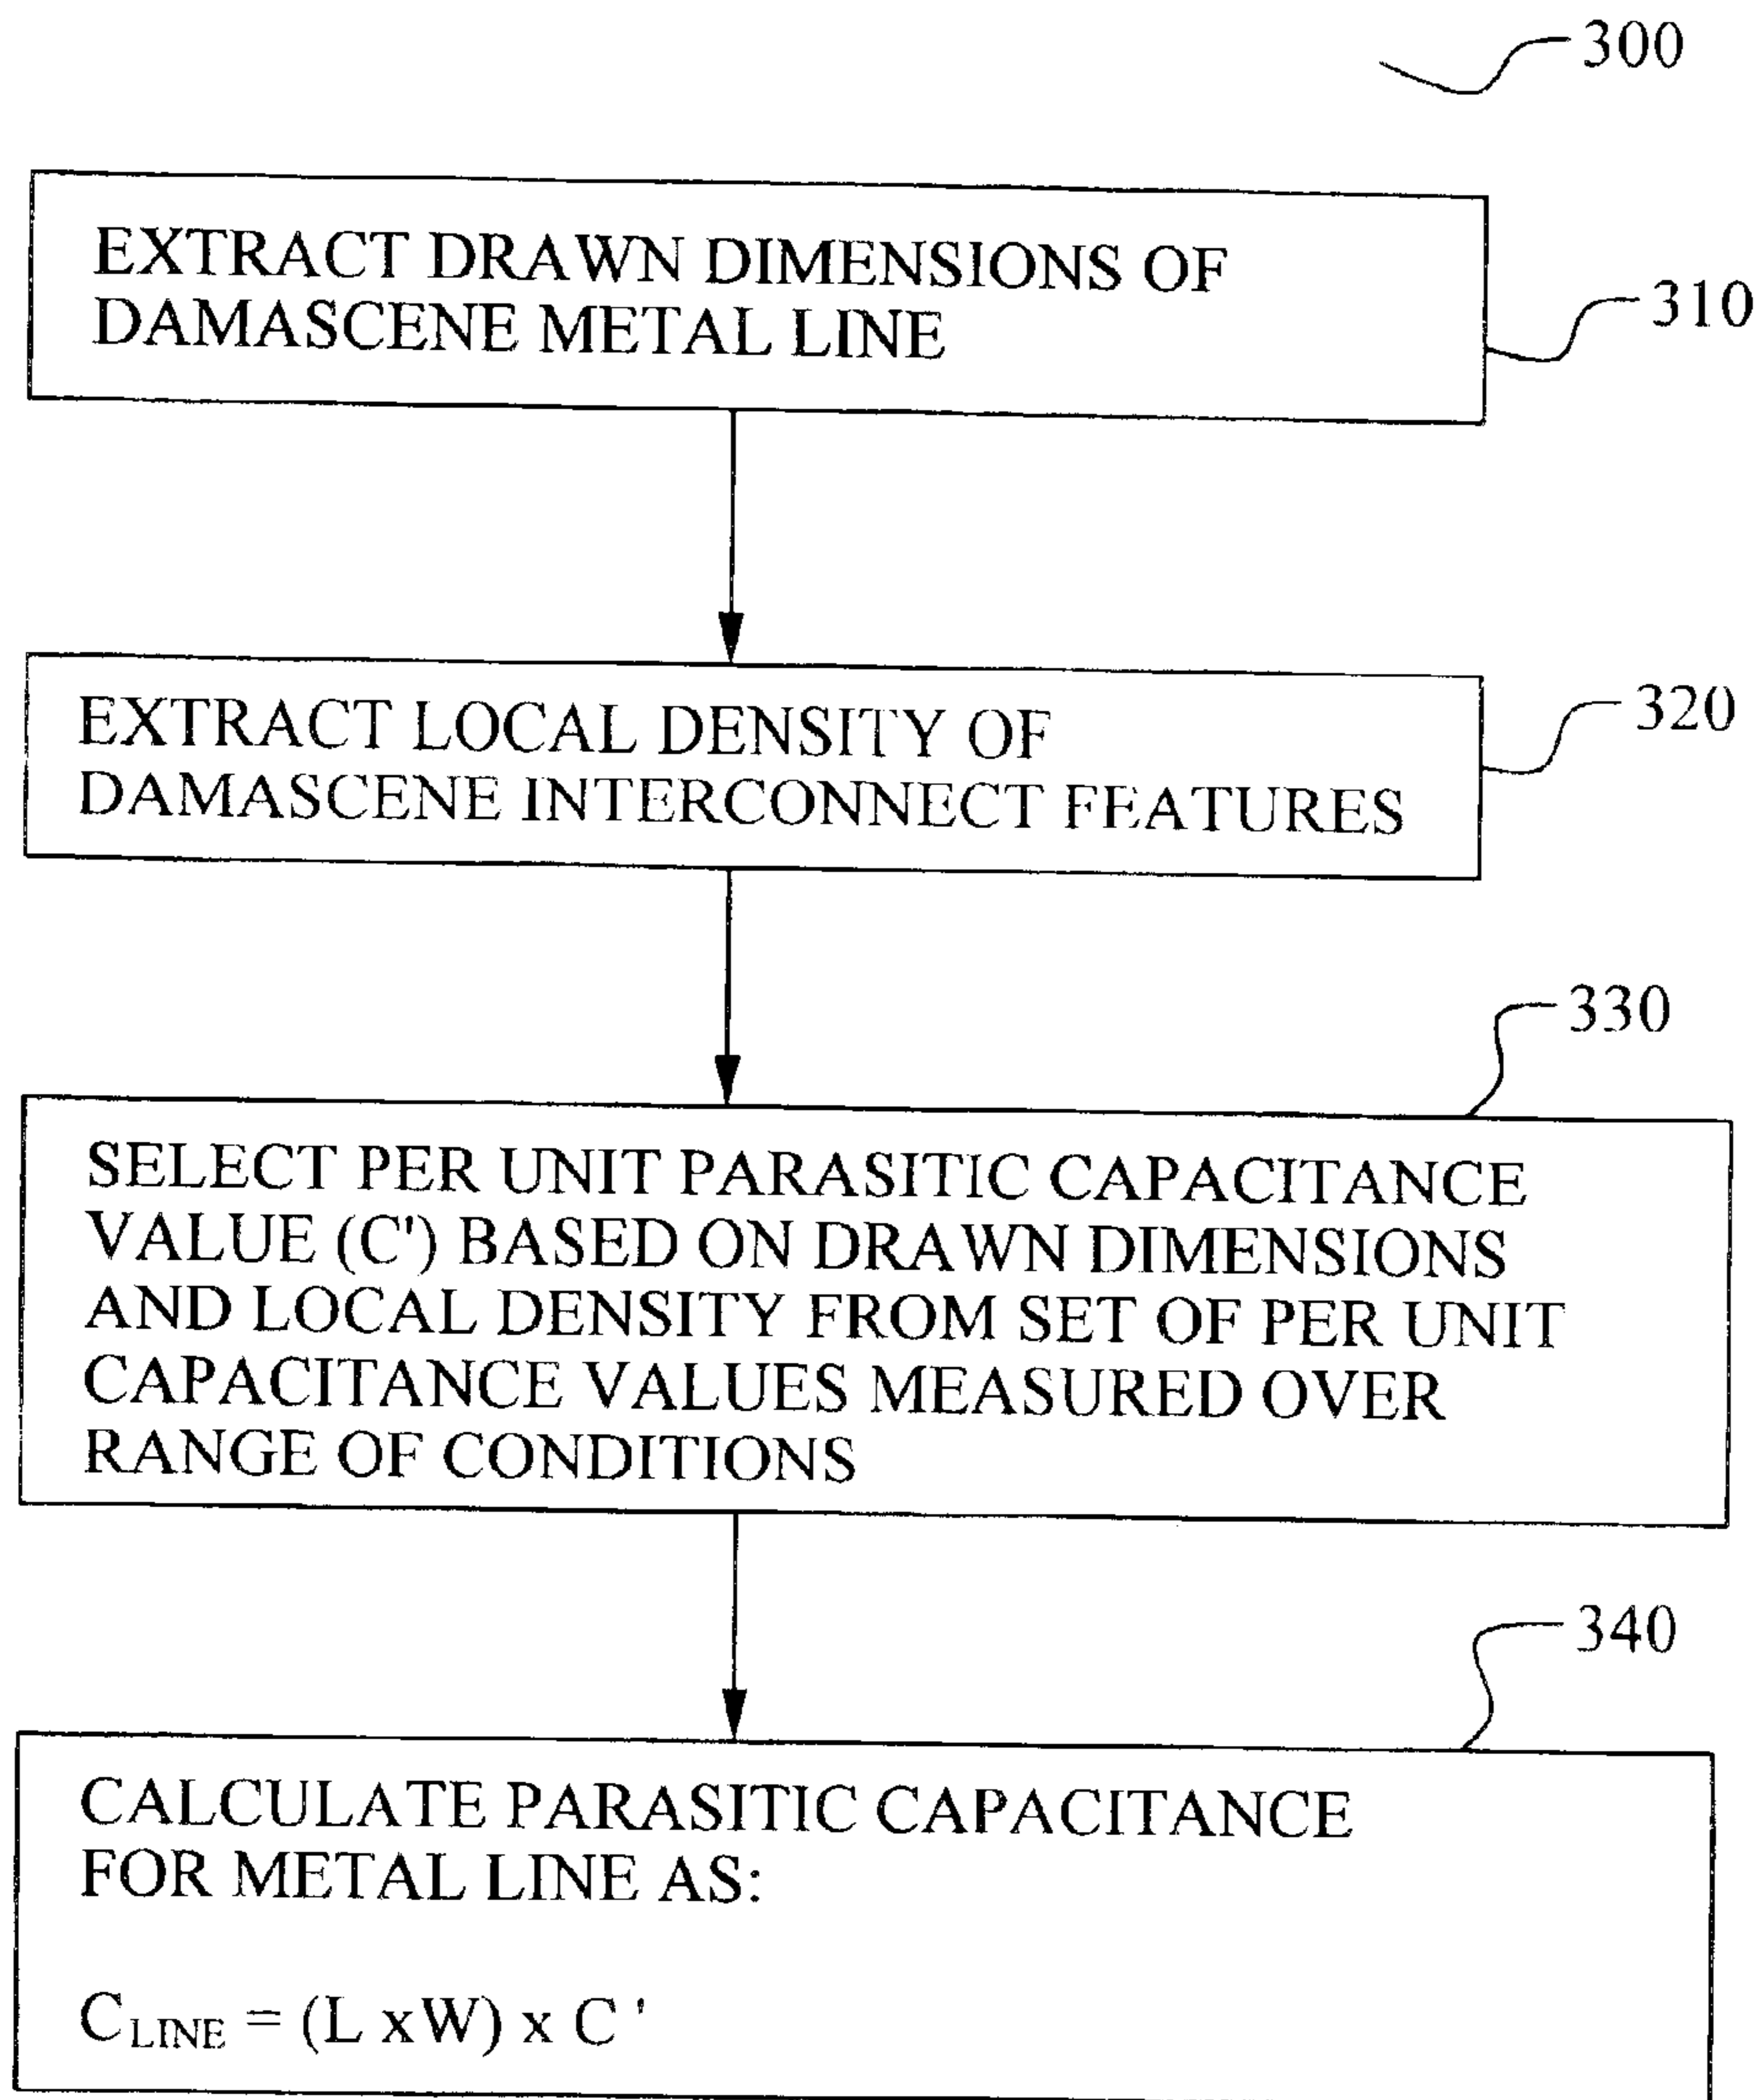 300
EXTRACT DRAWN DIMENSIONS OF
DAMASCENE METAL LINE
310
EXTRACT LOCAL DENSITY OF
DAMASCENE INTERCONNECT FEATURES
320
330
SELECT PER UNIT PARASITIC CAPACITANCE
VALUE (C') BASED ON DRAWN DIMENSIONS
AND LOCAL DENSITY FROM SET OF PER UNIT
CAPACITANCE VALUES MEASURED OVER
RANGE OF CONDITIONS
340
CALCULATE PARASITIC CAPACITANCE
FOR METAL LINE AS:
C_LINE = (L x W) x C'